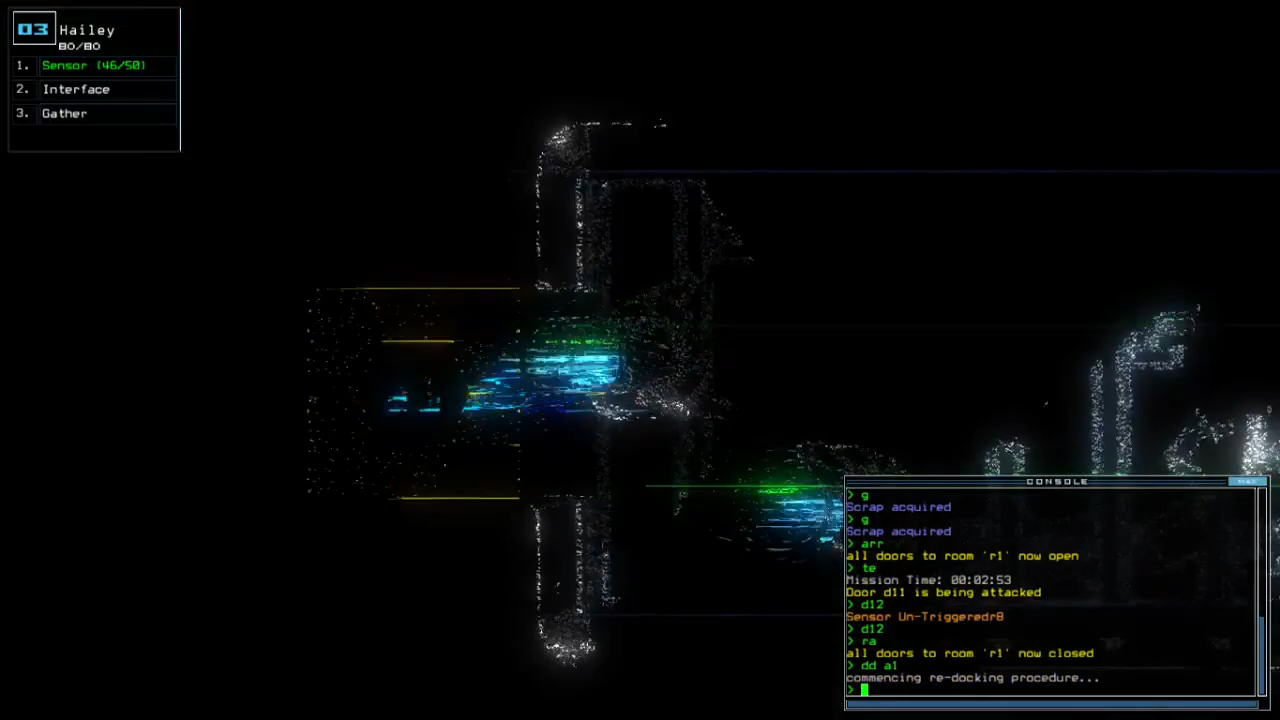 03 Hailey
80/80
1. Sensor (46/50)
2. Interface
3. Gather
CONSOLE
> g
Scrap acquired
> g
Scrap acquired
> arr
all doors to room 'r1' now open
> te
Mission Time: 00:02:53
Door d11 is being attacked
> d12
Sensor Un-Triggeredr8
> d12
> ra
all doors to room 'r1' now closed
> dd a1
commencing re-docking procedure...
>